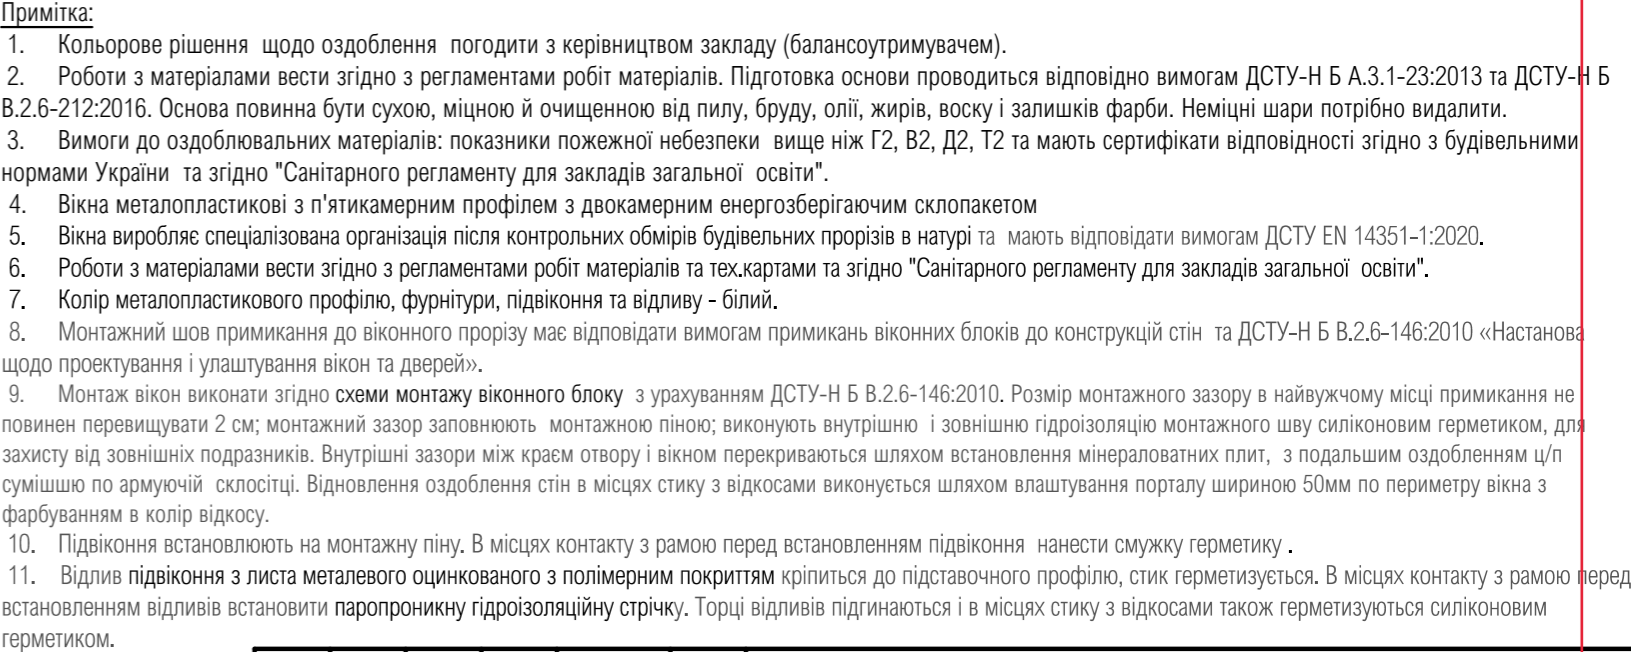 Примітка:
1. Кольорове рішення щодо оздоблення погодити з керівництвом закладу (балансоутримувачем).
2. Роботи з матеріалами вести згідно з регламентами робіт матеріалів. Підготовка основи проводиться відповідно вимогам ДСТУ-Н Б А.3.1-23:2013 та ДСТУ-Н Б
В.2.6-212:2016. Основа повинна бути сухою, міцною й очищенною від пилу, бруду, олії, жирів, воску і залишків фарби. Неміцні шари потрібно видалити.
3. Вимоги до оздоблювальних матеріалів: показники пожежної небезпеки вище ніж Г2, В2, Д2, Т2 та мають сертифікати відповідності згідно з будівельними
нормами України та згідно "Санітарного регламенту для закладів загальної освіти".
4. Вікна металопластикові з п'ятикамерним профілем з двокамерним енергозберігаючим склопакетом
5. Вікна виробляє спеціалізована організація після контрольних обмірів будівельних прорізів в натурі та мають відповідати вимогам ДСТУ EN 14351-1:2020.
6. Роботи з матеріалами вести згідно з регламентами робіт матеріалів та тех.картами та згідно "Санітарного регламенту для закладів загальної освіти".
7. Колір металопластикового профілю, фурнітури, підвіконня та відливу - білий.
8. Монтажний шов примикання до віконного прорізу має відповідати вимогам примикань віконних блоків до конструкцій стін та ДСТУ-Н Б В.2.6-146:2010 «Настанова
щодо проектування і улаштування вікон та дверей».
9. Монтаж вікон виконати згідно схеми монтажу віконного блоку з урахуванням ДСТУ-Н Б В.2.6-146:2010. Розмір монтажного зазору в найвужчому місці примикання не
повинен перевищувати 2 см; монтажний зазор заповнюють монтажною піною; виконують внутрішню і зовнішню гідроізоляцію монтажного шву силіконовим герметиком, для
захисту від зовнішніх подразників. Внутрішні зазори між краєм отвору і вікном перекриваються шляхом встановлення мінераловатних плит, з подальшим оздобленням ц/п
сумішшю по армуючій склосітці. Відновлення оздоблення стін в місцях стику з відкосами виконується шляхом влаштування порталу шириною 50мм по периметру вікна з
фарбуванням в колір відкосу.
10. Підвіконня встановлюють на монтажну піну. В місцях контакту з рамою перед встановленням підвіконня нанести смужку герметику .
11. Відлив підвіконня з листа металевого оцинкованого з полімерним покриттям кріпиться до підставочного профілю, стик герметизується. В місцях контакту з рамою перед
встановленням відливів встановити паропроникну гідроізоляційну стрічку. Торці відливів підгинаються і в місцях стику з відкосами також герметизуються силіконовим
герметиком.